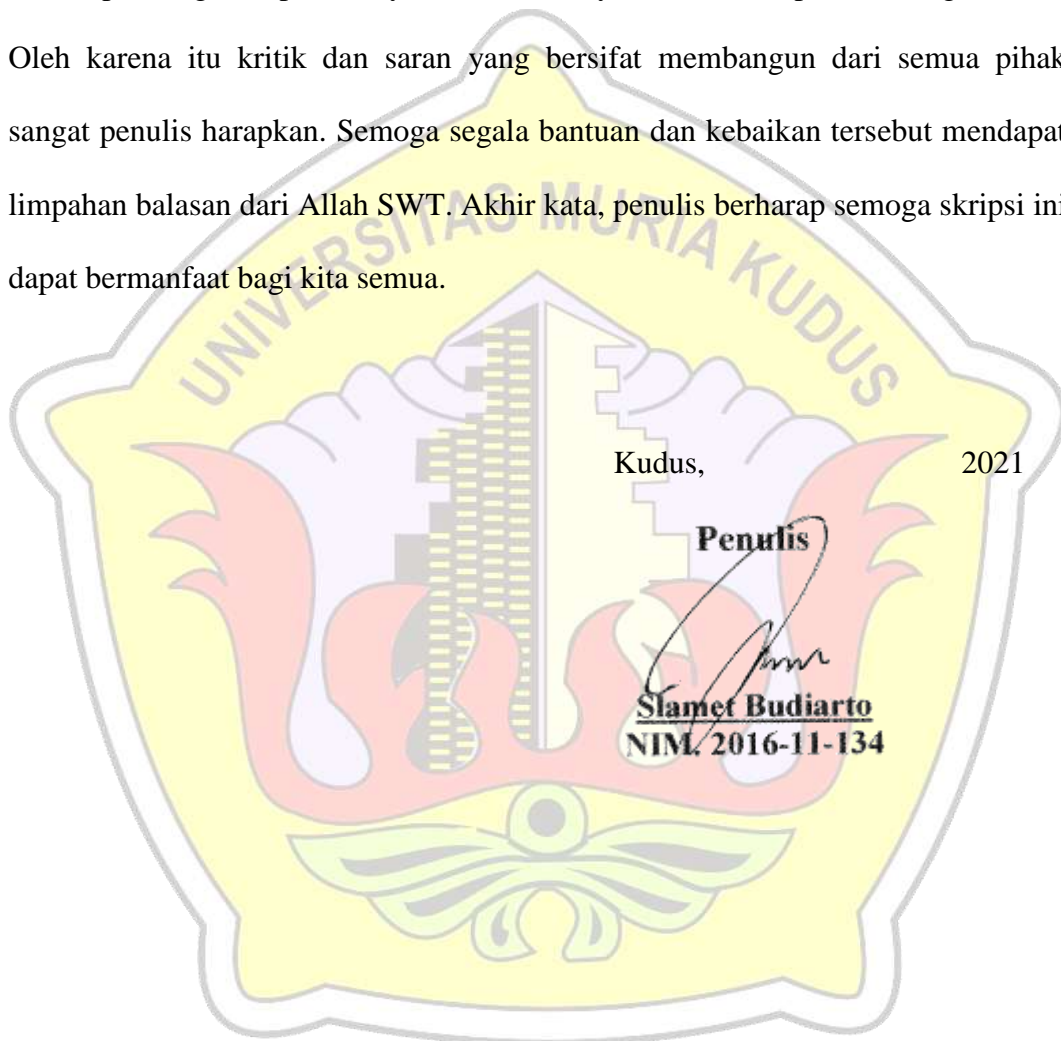 Oleh karena itu kritik dan saran yang bersifat membangun dari semua pihak
sangat penulis harapkan. Semoga segala bantuan dan kebaikan tersebut mendapat
limpahan balasan dari Allah SWT. Akhir kata, penulis berharap semoga skripsi ini
dapat bermanfaat bagi kita semua.
UNIVERSITAS MURIA KUDUS
Kudus, 2021
Penulis
Slamet Budiarto
NIM. 2016-11-134